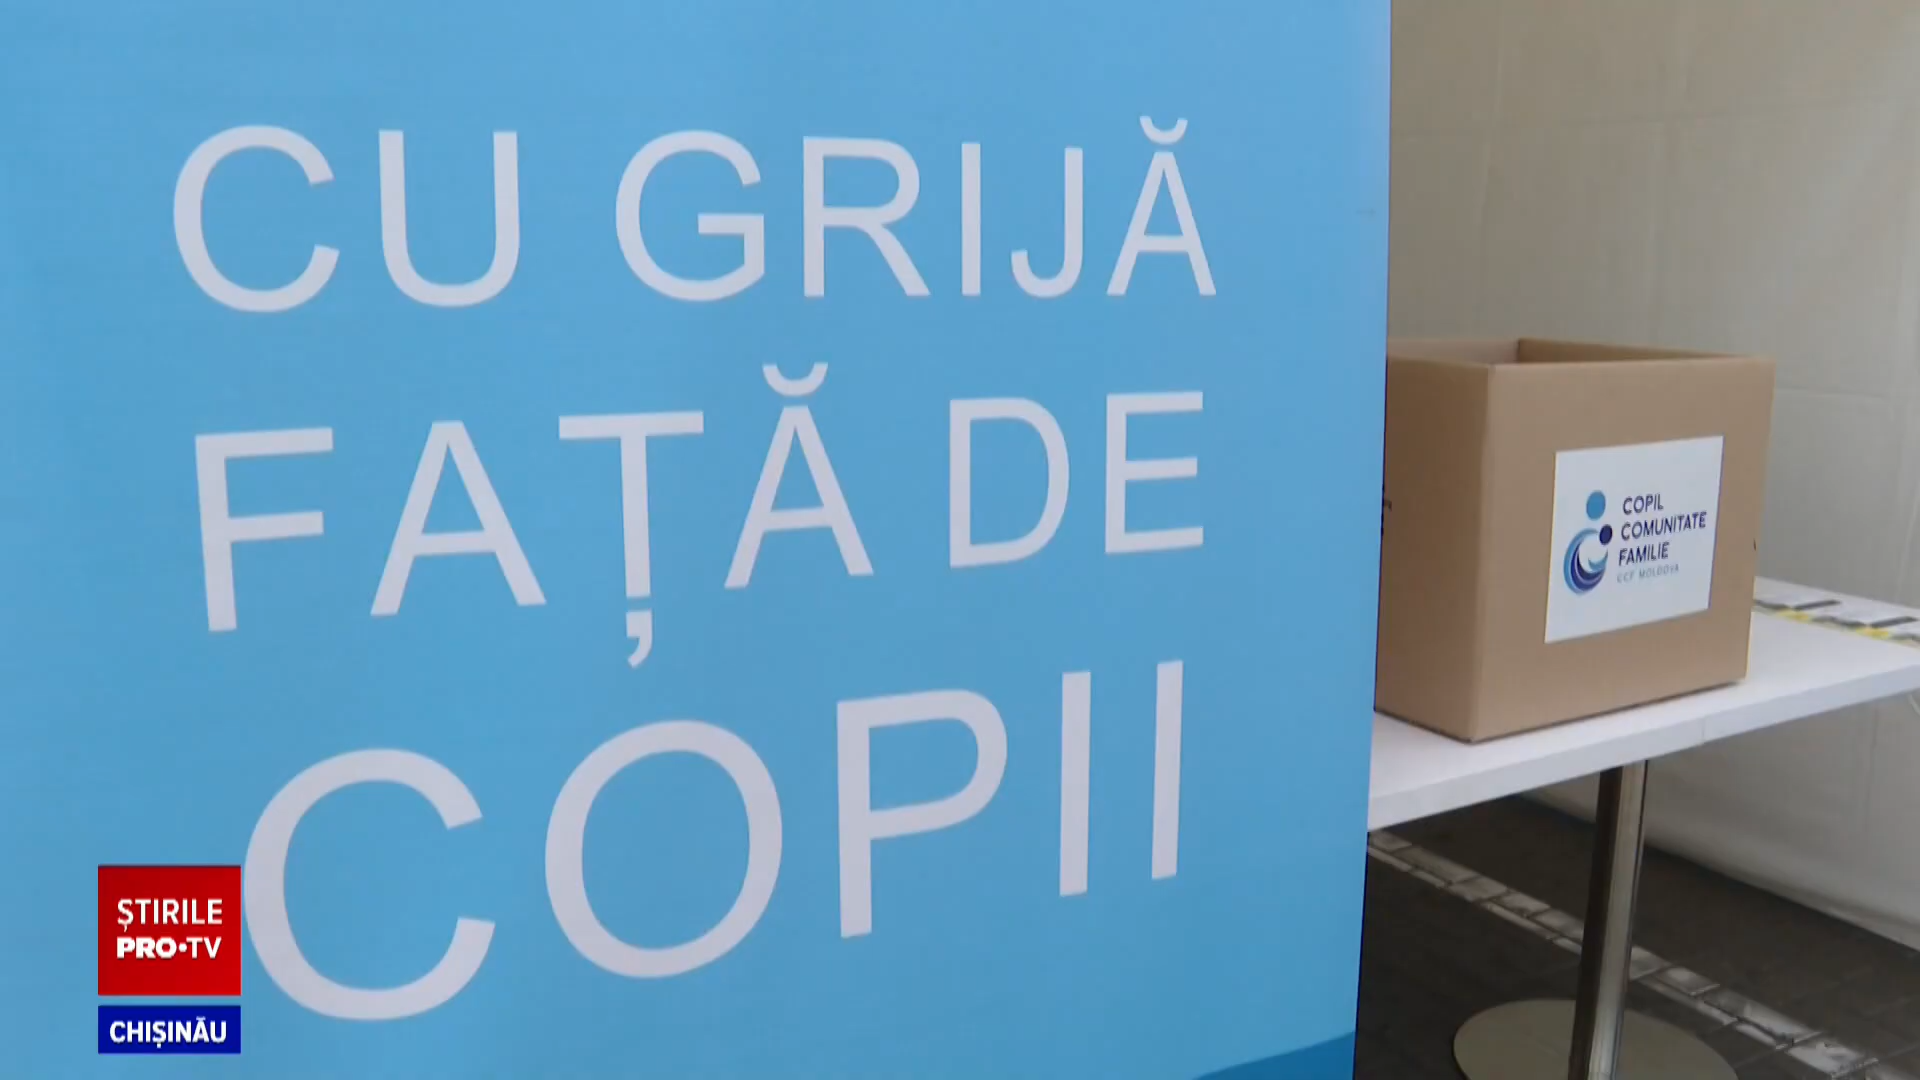 CU GRIJĂ
FAȚĂ DE
COPII
COPIL
COMUNITATE
FAMILIE
CCF MOLDOVA
ȘTIRILE
PRO•TV
CHIȘINĂU